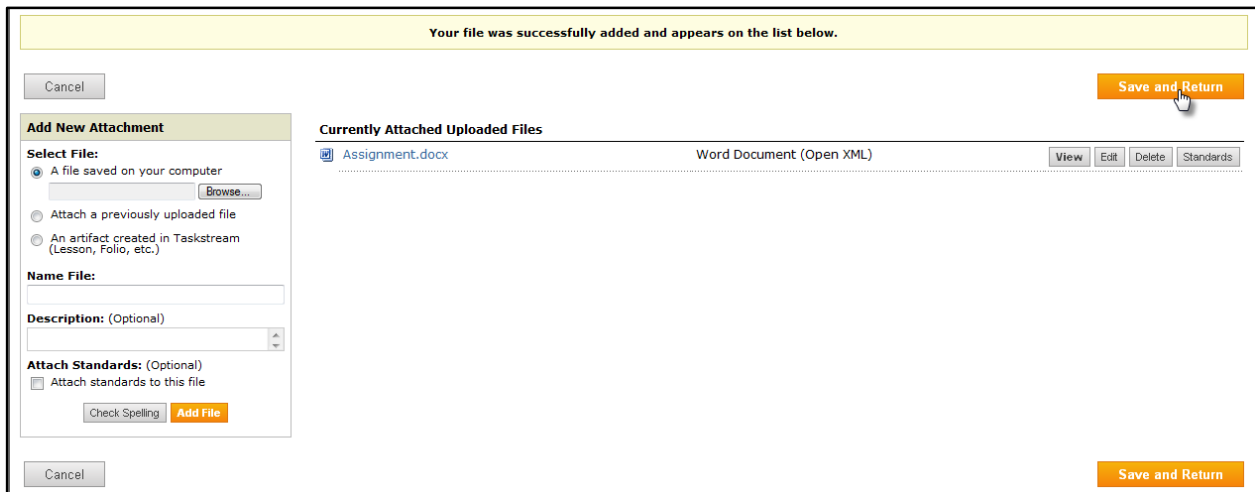 Your file was successfully added and appears on the list below.
Cancel
Save and Return
Add New Attachment
Select File:
A file saved on your computer
Browse...
Attach a previously uploaded file
An artifact created in Taskstream
(Lesson, Folio, etc.)
Name File:
Description: (Optional)
Attach Standards: (Optional)
Attach standards to this file
Check Spelling Add File
Currently Attached Uploaded Files
Assignment.docx Word Document (Open XML) View Edit Delete Standards
Cancel
Save and Return